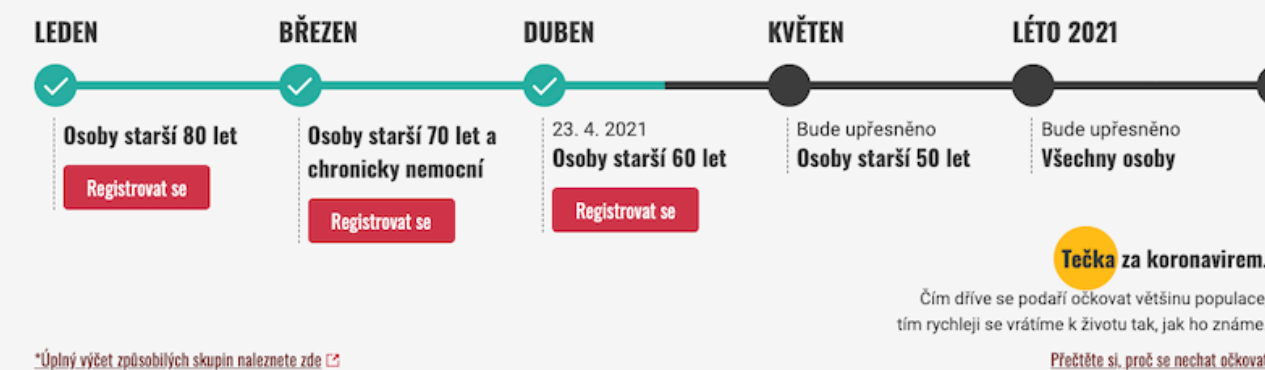 LEDEN
BŘEZEN
DUBEN
KVĚTEN
LÉTO 2021
Osoby starší 80 let
Registrovat se
Osoby starší 70 let a
chronicky nemocní
Registrovat se
23. 4. 2021
Osoby starší 60 let
Registrovat se
Bude upřesněno
Osoby starší 50 let
Bude upřesněno
Všechny osoby
Tečka za koronavirem.
Čím dříve se podaří očkovat většinu populace
tím rychleji se vrátíme k životu tak, jak ho známe
*Úplný výčet způsobilých skupin naleznete zde
Přečtěte si, proč se nechat očkovat